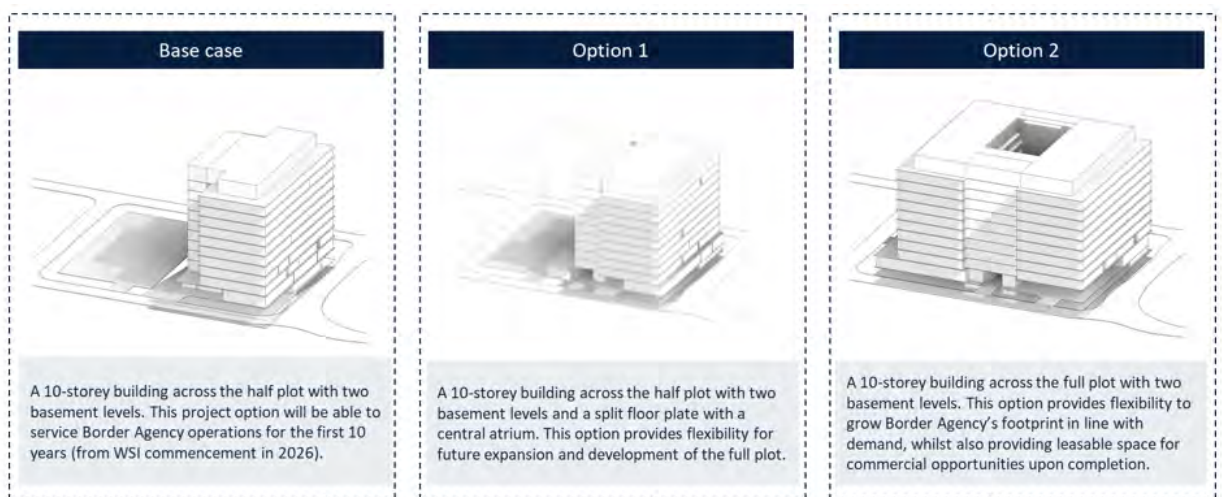 Base case
A 10-storey building across the half plot with two
basement levels. This project option will be able to
service Border Agency operations for the first 10
years (from WSI commencement in 2026).
Option 1
A 10-storey building across the half plot with two
basement levels and a split floor plate with a
central atrium. This option provides flexibility for
future expansion and development of the full plot.
Option 2
A 10-storey building across the full plot with two
basement levels. This option provides flexibility to
grow Border Agency's footprint in line with
demand, whilst also providing leasable space for
commercial opportunities upon completion.